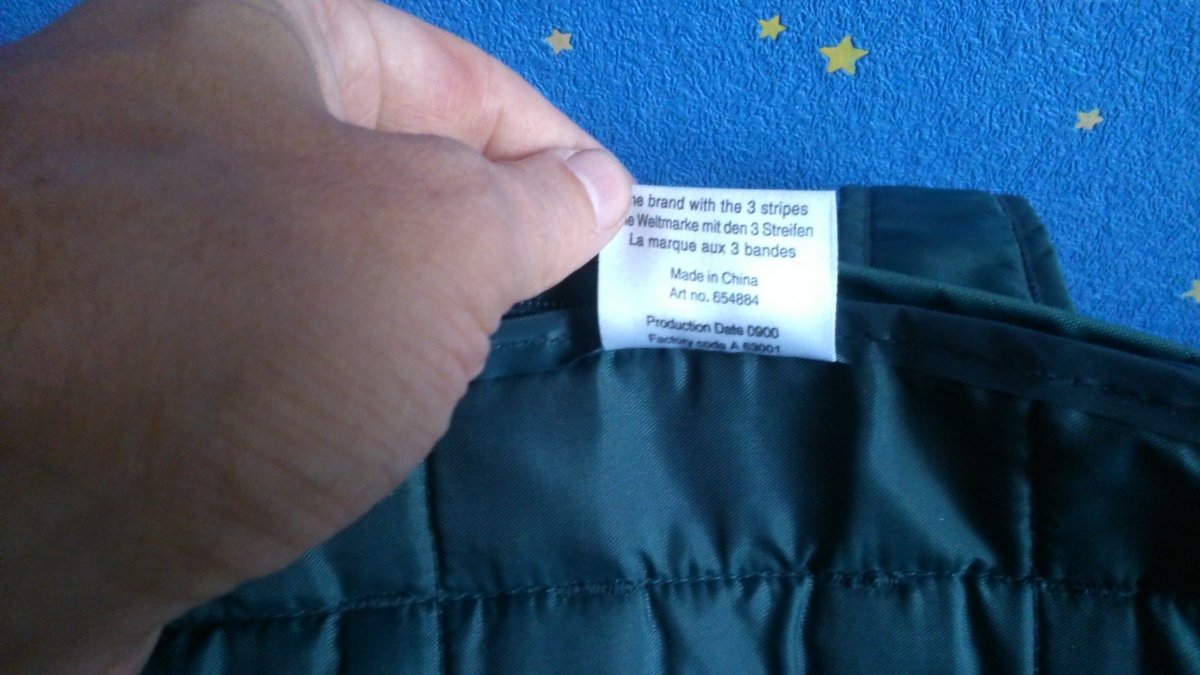 brand with the 3 stripes
Weltmarke mit den 3 Streifen
La marque aux 3 bandes
Made in China
Art no. 654884
Production Date 0900
Factory code A 69001